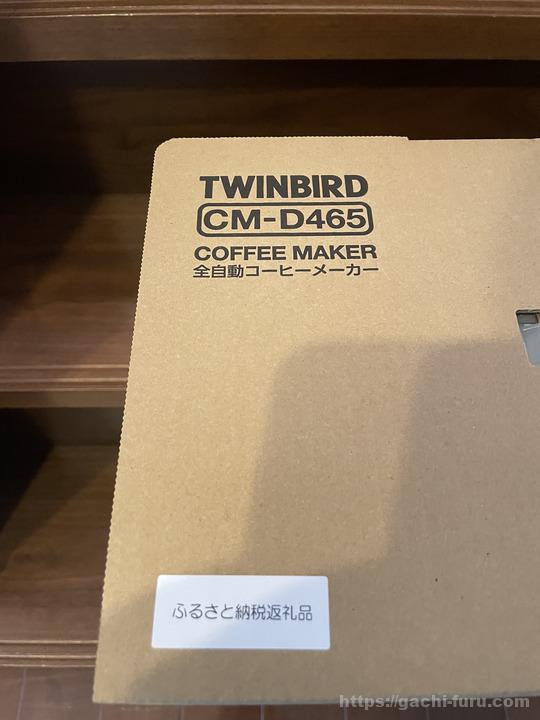 TWINBIRD
CM-D465
COFFEE MAKER
全自動コーヒーメーカー
ふるさと納税返礼品
https://gachi-furu.com